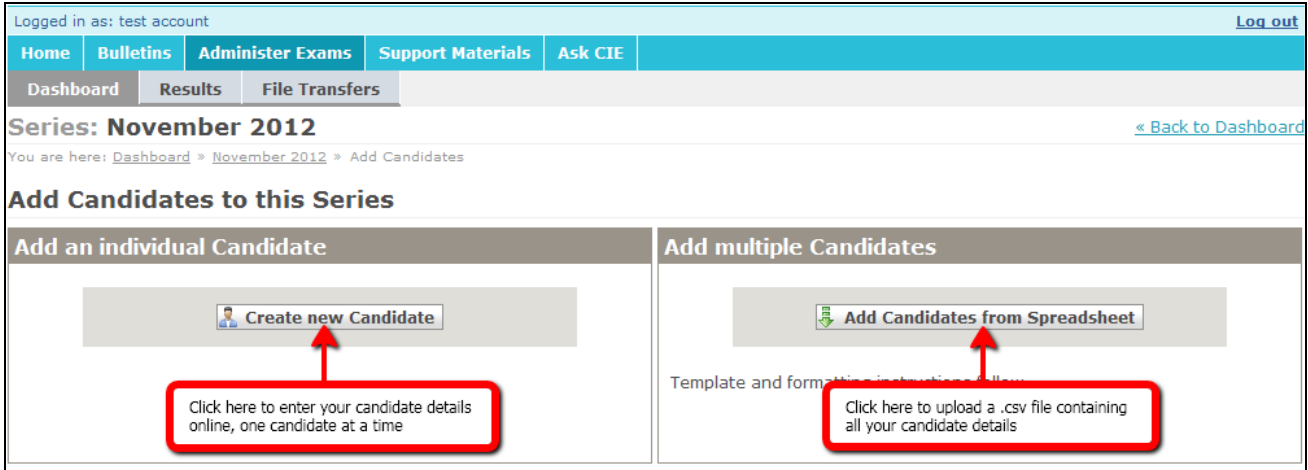 Logged in as: test account Log out
Home Bulletins Administer Exams Support Materials Ask CIE
Dashboard Results File Transfers
Series: November 2012 « Back to Dashboard
You are here: Dashboard » November 2012 » Add Candidates
Add Candidates to this Series
Add an individual Candidate
Create new Candidate
Click here to enter your candidate details
online, one candidate at a time
Add multiple Candidates
Add Candidates from Spreadsheet
Template and formatting instructions follow
Click here to upload a .csv file containing
all your candidate details